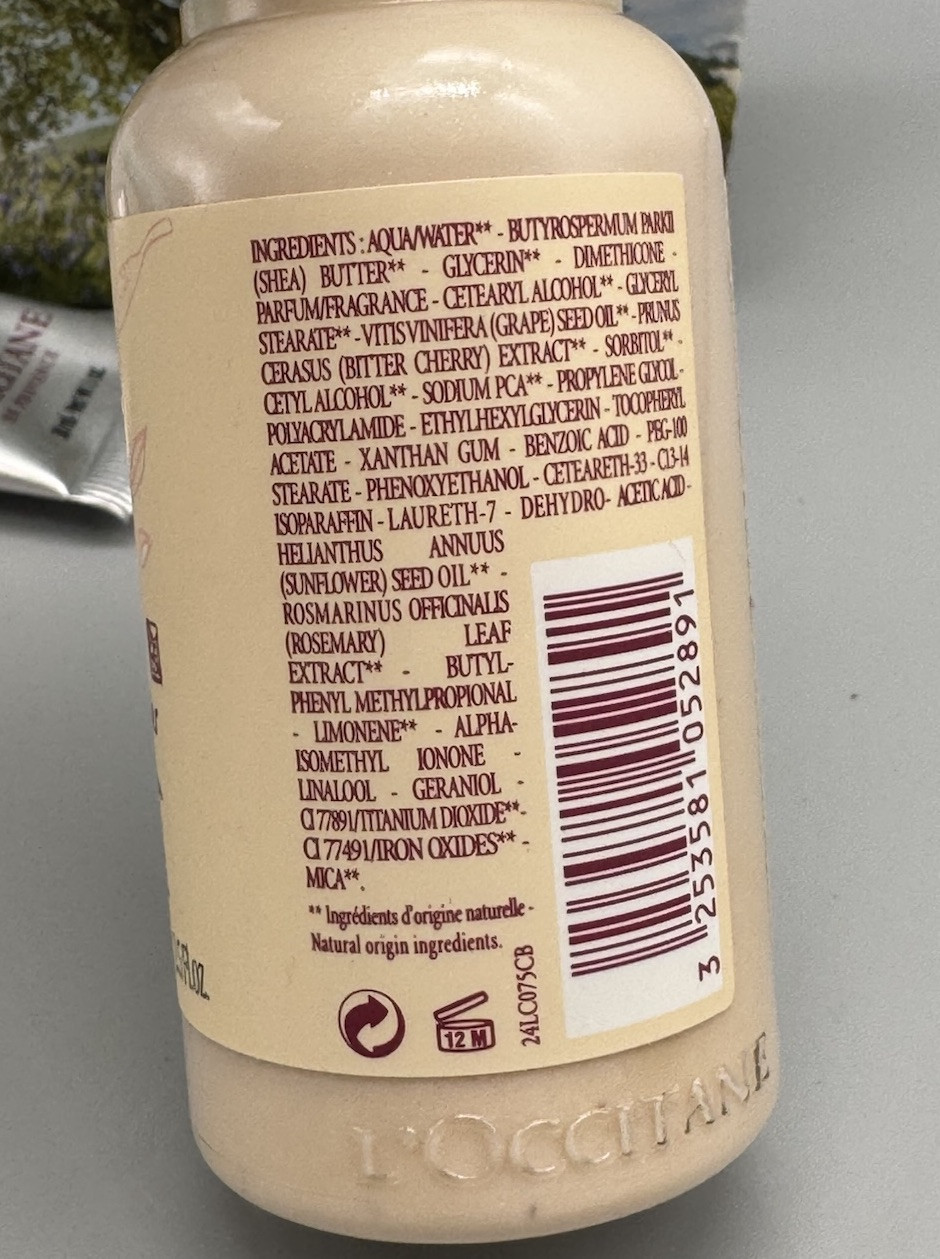 INGREDIENTS : AQUA/WATER** - BUTYROSPERMUM PARKII
(SHEA) BUTTER** - GLYCERIN** - DIMETHICONE -
PARFUM/FRAGRANCE - CETEARYL ALCOHOL** - GLYCERYL
STEARATE** - VITIS VINIFERA (GRAPE) SEED OIL** - PRUNUS
CERASUS (BITTER CHERRY) EXTRACT** - SORBITOL** -
CETYL ALCOHOL** - SODIUM PCA** - PROPYLENE GLYCOL -
POLYACRYLAMIDE - ETHYLHEXYLGLYCERIN - TOCOPHERYL
ACETATE - XANTHAN GUM - BENZOIC ACID - PEG-100
STEARATE - PHENOXYETHANOL - CETEARETH-33 - C13-14
ISOPARAFFIN - LAURETH-7 - DEHYDRO- ACETIC ACID -
HELIANTHUS ANNUUS
(SUNFLOWER) SEED OIL** -
ROSMARINUS OFFICINALIS
(ROSEMARY) LEAF
EXTRACT** - BUTYL-
PHENYL METHYLPROPIONAL
- LIMONENE** - ALPHA-
ISOMETHYL IONONE -
LINALOOL - GERANIOL -
CI 77891/TITANIUM DIOXIDE** -
CI 77491/IRON OXIDES** -
MICA**.
** Ingrédients d'origine naturelle -
Natural origin ingredients.
12 M
24LC075CB
3 253581 052891
FL.OZ.
L'OCCITANE